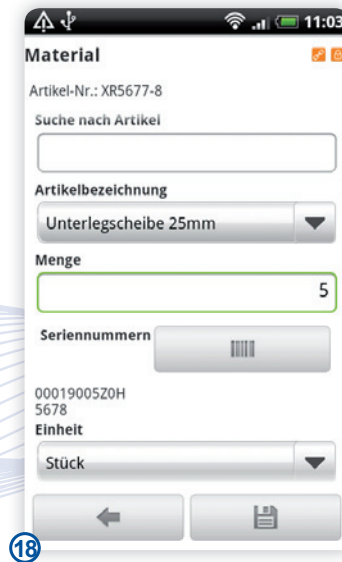 11:03
Material
Artikel-Nr.: XR5677-8
Suche nach Artikel
Artikelbezeichnung
Unterlegscheibe 25mm
Menge
5
Seriennummern
00019005Z0H
5678
Einheit
Stück
18